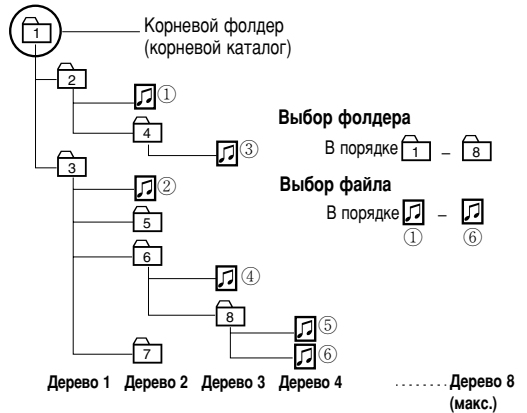 1 Корневой фолдер
(корневой каталог)
2
①
4
Выбор фолдера
③
В порядке 1 – 8
3
②
Выбор файла
5
В порядке –
① ⑥
6
④
8
⑤
7
⑥
Дерево 1 Дерево 2 Дерево 3 Дерево 4 ........ Дерево 8
(макс.)